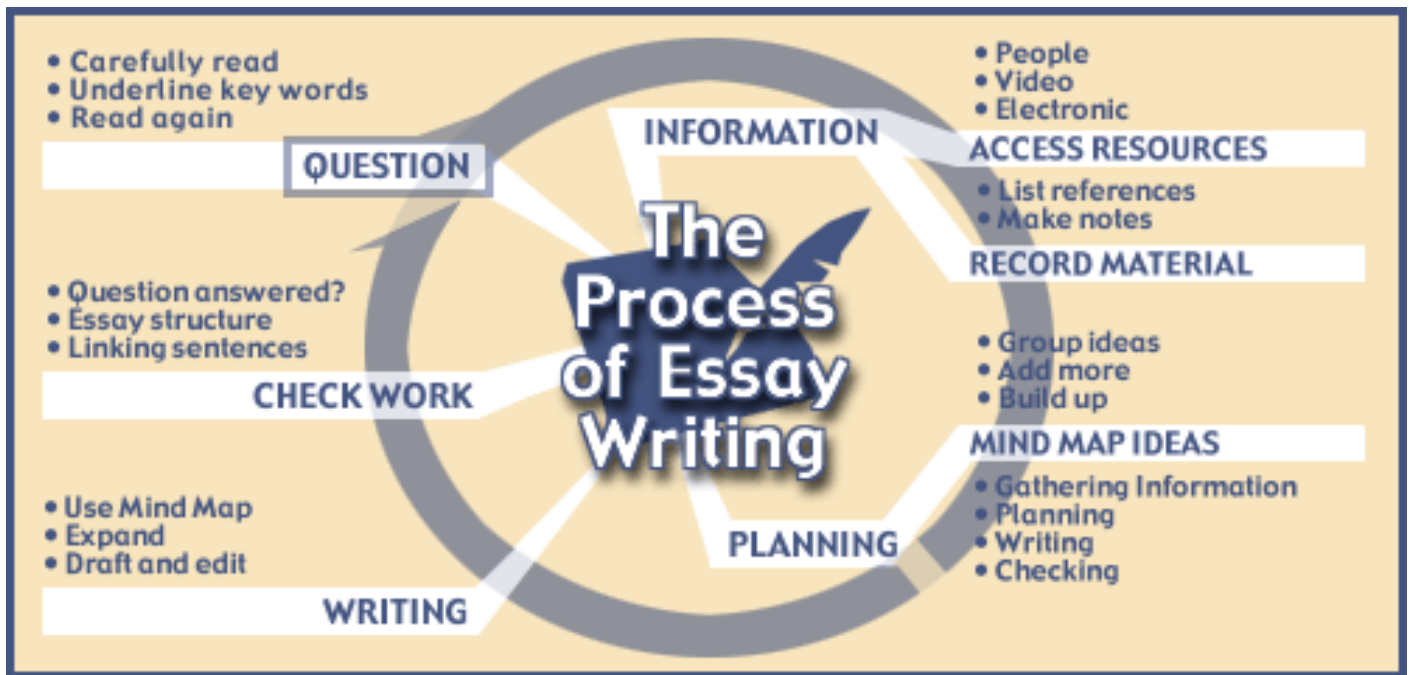 • Carefully read
• Underline key words
• Read again
QUESTION
INFORMATION
• People
• Video
• Electronic
ACCESS RESOURCES
• List references
• Make notes
RECORD MATERIAL
The
Process
of Essay
Writing
• Group ideas
• Add more
• Build up
MIND MAP IDEAS
• Gathering Information
• Planning
• Writing
• Checking
PLANNING
• Use Mind Map
• Expand
• Draft and edit
WRITING
• Question answered?
• Essay structure
• Linking sentences
CHECK WORK